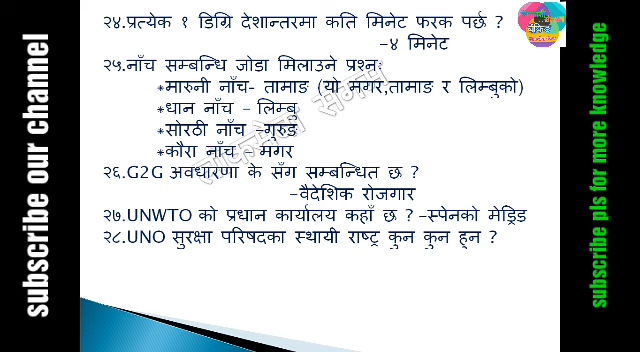 subscribe our channel
२४.प्रत्येक १ डिग्रि देशान्तरमा कति मिनेट फरक पर्छ ?
-४ मिनेट
२५.नाँच सम्बन्धि जोडा मिलाउने प्रश्नः
*मारुनी नाँच- तामाङ (यो मगर,तामाङ र लिम्बुको)
*धान नाँच - लिम्बु
*सोरठी नाँच -गुरुङ
*कौरा नाँच - मगर
२६.G2G अवधारणा के सँग सम्बन्धित छ ?
-वैदेशिक रोजगार
२७.UNWTO को प्रधान कार्यालय कहाँ छ ? -स्पेनको मेड्रिड
२८.UNO सुरक्षा परिषदका स्थायी राष्ट्र कुन कुन हुन ?
लोकसेवा संगम
subscribe pls for more knowledge